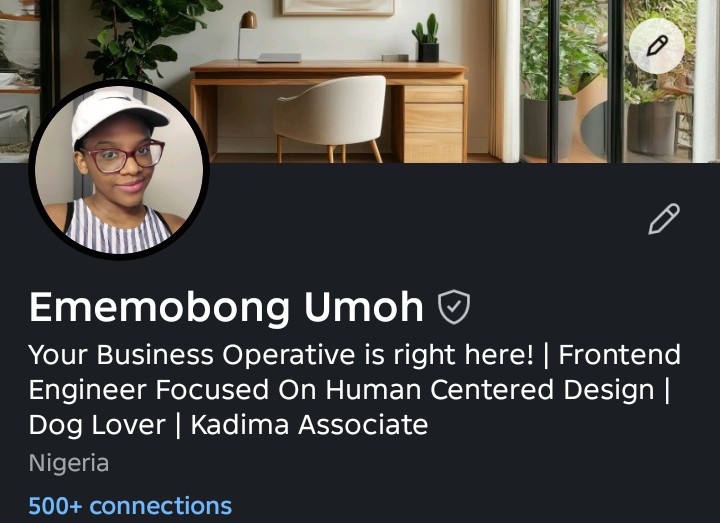 Ememobong Umoh
Your Business Operative is right here! | Frontend
Engineer Focused On Human Centered Design |
Dog Lover | Kadima Associate
Nigeria
500+ connections